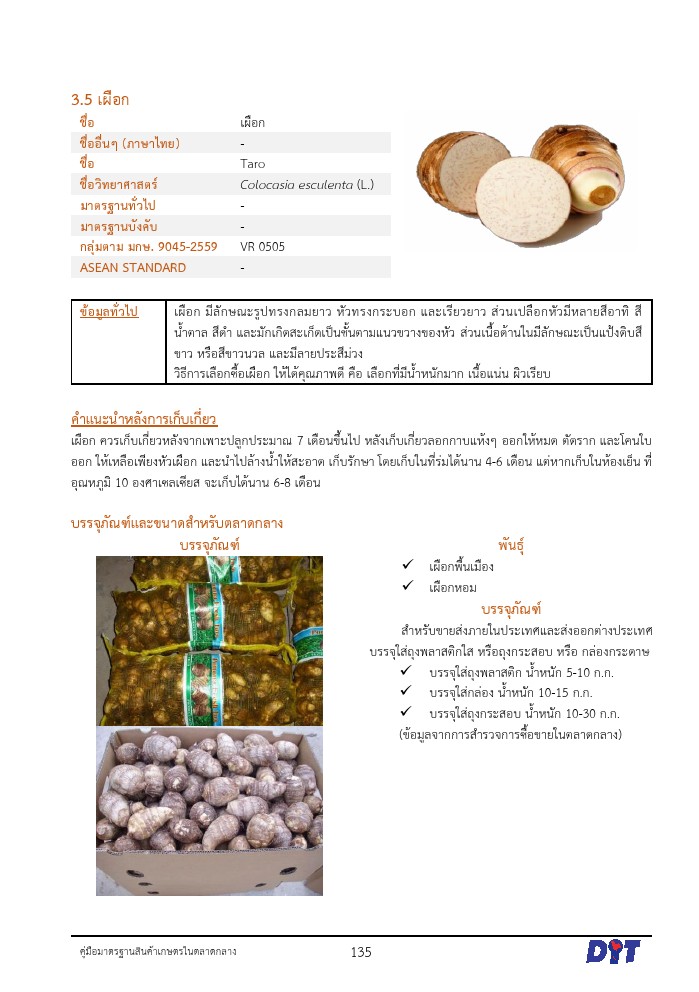 3.5 เผือก
ชื่อ เผือก
ชื่ออื่นๆ (ภาษาไทย) -
ชื่อ Taro
ชื่อวิทยาศาสตร์ Colocasia esculenta (L.)
มาตรฐานทั่วไป -
มาตรฐานบังคับ -
กลุ่มตาม มกษ. 9045-2559 VR 0505
ASEAN STANDARD -
ข้อมูลทั่วไป เผือก มีลักษณะรูปทรงกลมยาว หัวทรงกระบอก และเรียวยาว ส่วนเปลือกหัวมีหลายสีอาทิ สี
น้ำตาล สีดำ และมักเกิดสะเก็ดเป็นชั้นตามแนวขวางของหัว ส่วนเนื้อด้านในมีลักษณะเป็นแป้งดิบสี
ขาว หรือสีขาวนวล และมีลายประสีม่วง
วิธีการเลือกซื้อเผือก ให้ได้คุณภาพดี คือ เลือกที่มีน้ำหนักมาก เนื้อแน่น ผิวเรียบ
คำแนะนำหลังการเก็บเกี่ยว
เผือก ควรเก็บเกี่ยวหลังจากเพาะปลูกประมาณ 7 เดือนขึ้นไป หลังเก็บเกี่ยวลอกกาบแห้งๆ ออกให้หมด ตัดราก และโคนใบ
ออก ให้เหลือเพียงหัวเผือก และนำไปล้างน้ำให้สะอาด เก็บรักษา โดยเก็บในที่ร่มได้นาน 4-6 เดือน แต่หากเก็บในห้องเย็น ที่
อุณหภูมิ 10 องศาเซลเซียส จะเก็บได้นาน 6-8 เดือน
บรรจุภัณฑ์และขนาดสำหรับตลาดกลาง
บรรจุภัณฑ์
พันธุ์
✓ เผือกพื้นเมือง
✓ เผือกหอม
บรรจุภัณฑ์
สำหรับขายส่งภายในประเทศและส่งออกต่างประเทศ
บรรจุใส่ถุงพลาสติกใส หรือถุงกระสอบ หรือ กล่องกระดาษ
✓ บรรจุใส่ถุงพลาสติก น้ำหนัก 5-10 ก.ก.
✓ บรรจุใส่กล่อง น้ำหนัก 10-15 ก.ก.
✓ บรรจุใส่ถุงกระสอบ น้ำหนัก 10-30 ก.ก.
(ข้อมูลจากการสำรวจการซื้อขายในตลาดกลาง)
คู่มือมาตรฐานสินค้าเกษตรในตลาดกลาง 135 DIT